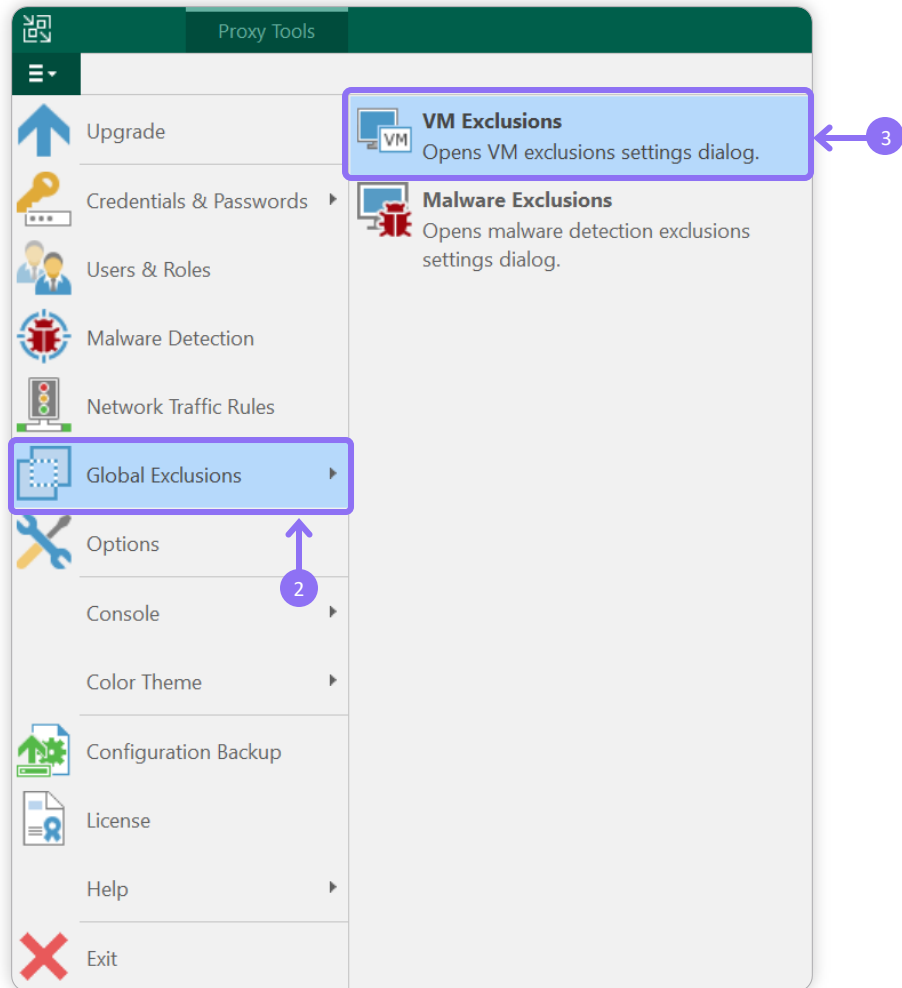 Proxy Tools
Upgrade
Credentials & Passwords
Users & Roles
Malware Detection
Network Traffic Rules
Global Exclusions
2
Options
Console
Color Theme
Configuration Backup
License
Help
Exit
VM
VM Exclusions
Opens VM exclusions settings dialog.
3
Malware Exclusions
Opens malware detection exclusions
settings dialog.